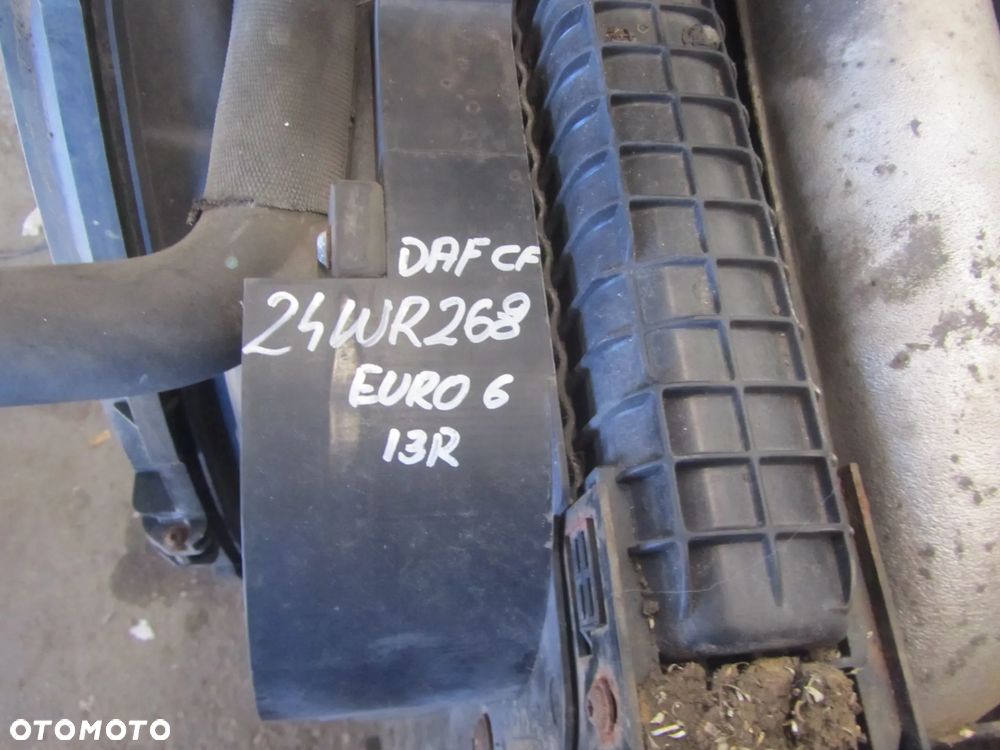 DAF CF
24WR268
EURO 6
13R
OTOMOTO